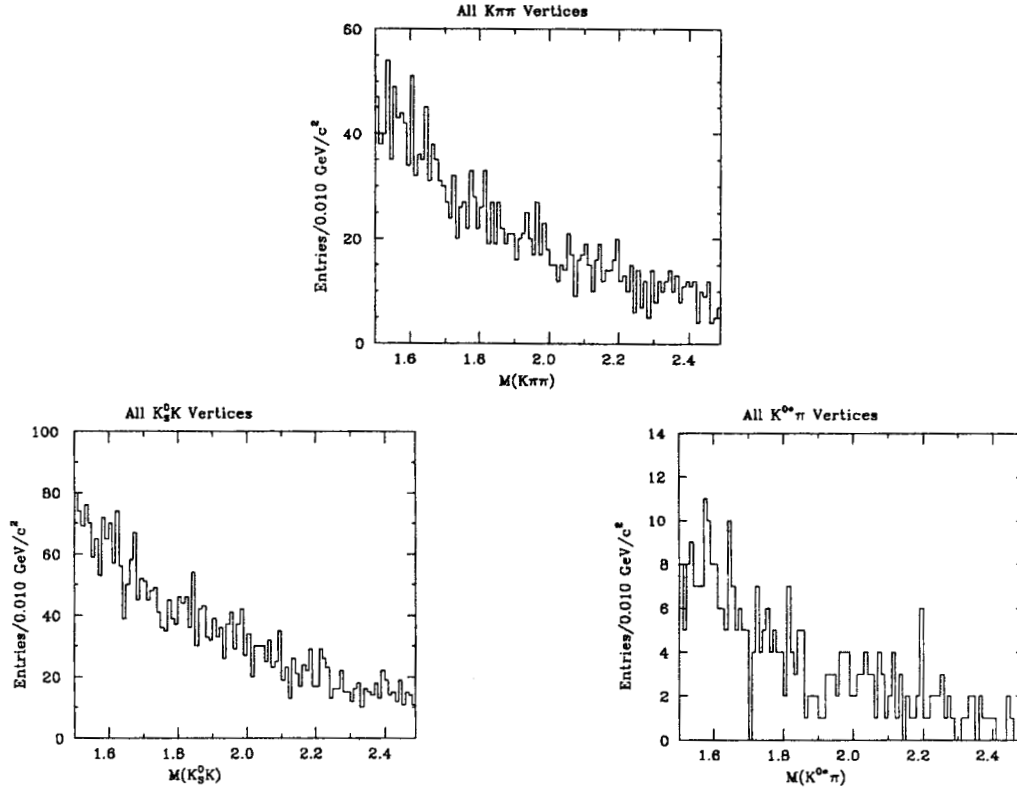 All Kππ Vertices
60
40
20
0
Entries/0.010 GeV/c²
1.6 1.8 2.0 2.2 2.4
M(Kππ)
All K⁰ₛK Vertices
100
80
60
40
20
0
Entries/0.010 GeV/c²
1.6 1.8 2.0 2.2 2.4
M(K⁰ₛK)
All K⁰*π Vertices
14
12
10
8
6
4
2
0
Entries/0.010 GeV/c²
1.6 1.8 2.0 2.2 2.4
M(K⁰*π)